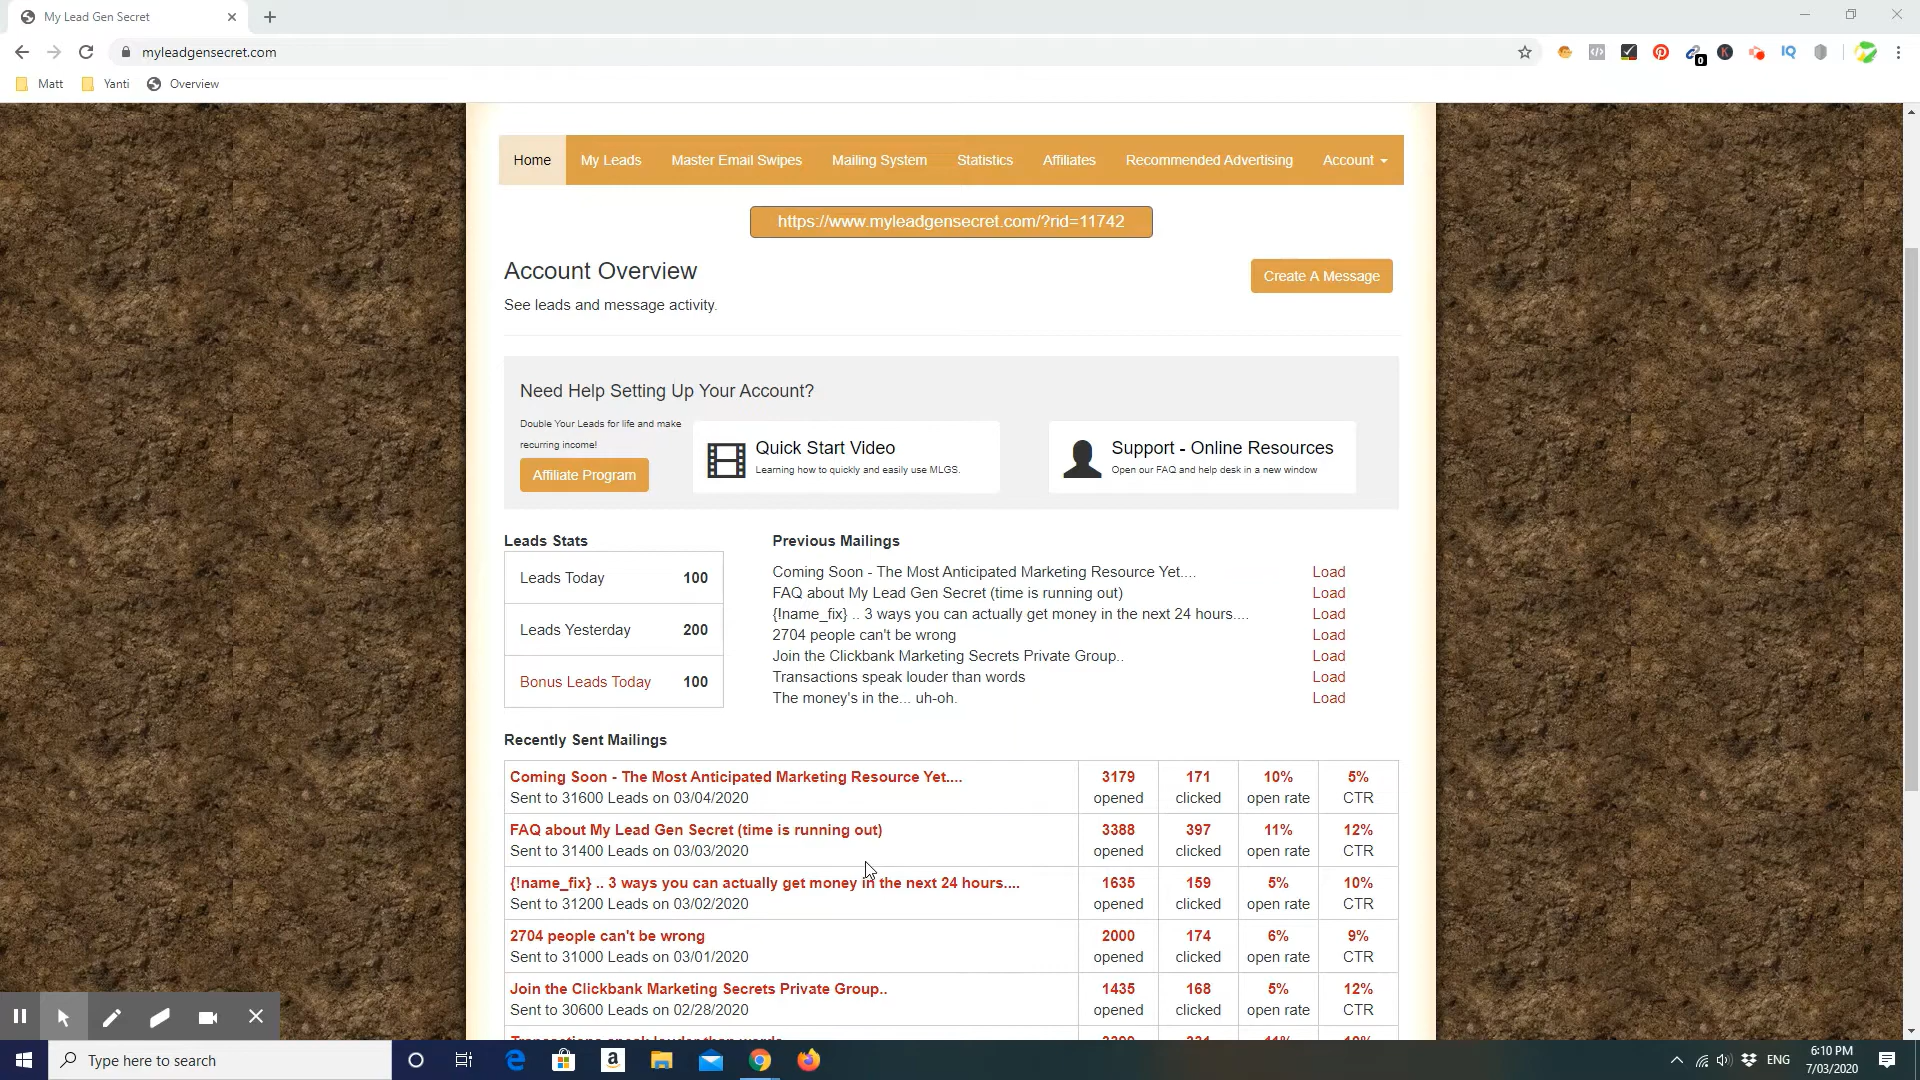 My Lead Gen Secret
myleadgensecret.com
IQ
0
K
Matt Yanti Overview
Home My Leads Master Email Swipes Mailing System Statistics Affiliates Recommended Advertising Account
https://www.myleadgensecret.com/?rid=11742
Account Overview
Create A Message
See leads and message activity.
Need Help Setting Up Your Account?
Double Your Leads for life and make
recurring income!
Affiliate Program
Quick Start Video
Learning how to quickly and easily use MLGS.
Support - Online Resources
Open our FAQ and help desk in a new window
Leads Stats
Leads Today 100
Leads Yesterday 200
Bonus Leads Today 100
Previous Mailings
Coming Soon - The Most Anticipated Marketing Resource Yet.... Load
FAQ about My Lead Gen Secret (time is running out) Load
{!name_fix} .. 3 ways you can actually get money in the next 24 hours.... Load
2704 people can't be wrong Load
Join the Clickbank Marketing Secrets Private Group.. Load
Transactions speak louder than words Load
The money's in the... uh-oh. Load
Recently Sent Mailings
Coming Soon - The Most Anticipated Marketing Resource Yet.... 3179 171 10% 5%
Sent to 31600 Leads on 03/04/2020 opened clicked open rate CTR
FAQ about My Lead Gen Secret (time is running out) 3388 397 11% 12%
Sent to 31400 Leads on 03/03/2020 opened clicked open rate CTR
{!name_fix} .. 3 ways you can actually get money in the next 24 hours.... 1635 159 5% 10%
Sent to 31200 Leads on 03/02/2020 opened clicked open rate CTR
2704 people can't be wrong 2000 174 6% 9%
Sent to 31000 Leads on 03/01/2020 opened clicked open rate CTR
Join the Clickbank Marketing Secrets Private Group.. 1435 168 5% 12%
Sent to 30600 Leads on 02/28/2020 opened clicked open rate CTR
Type here to search
ENG
6:10 PM
7/03/2020